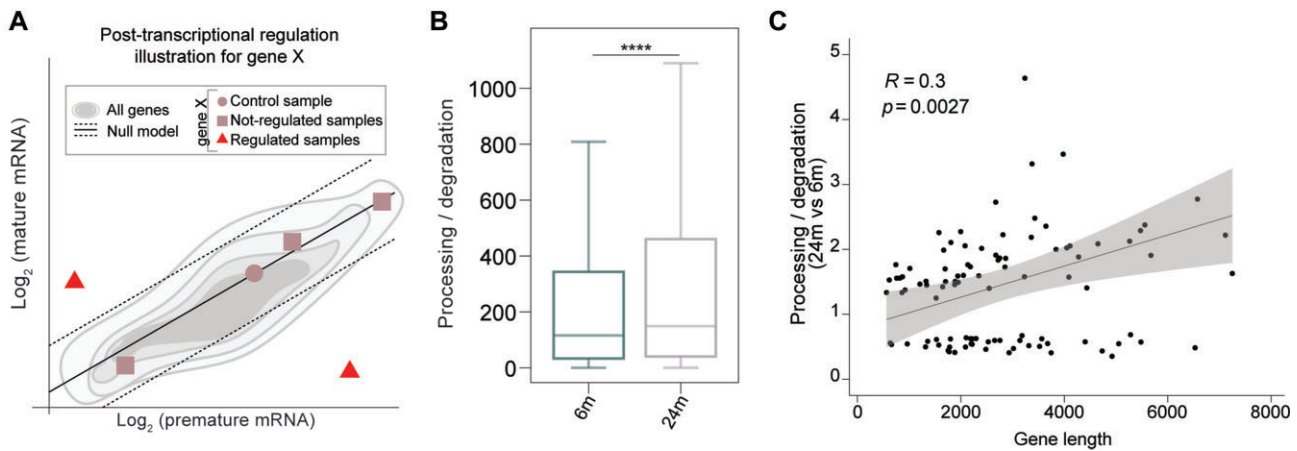 A
Post-transcriptional regulation
illustration for gene X
All genes
Null model
gene X
Control sample
Not-regulated samples
Regulated samples
Log2 (mature mRNA)
Log2 (premature mRNA)
B
****
Processing / degradation
1000
800
600
400
200
0
6m
24m
C
R = 0.3
p = 0.0027
Processing / degradation
(24m vs 6m)
5
4
3
2
1
0
0
2000
4000
6000
8000
Gene length